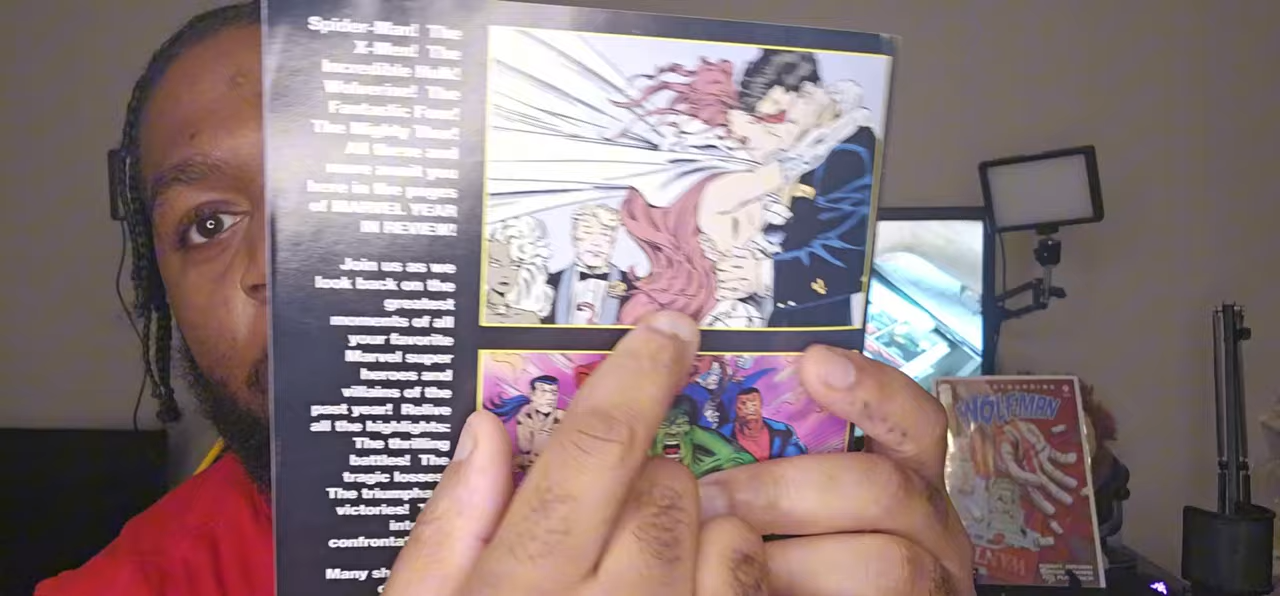 Spider-Man! The
X-Men! The
Incredible Hulk!
Wolverine! The
Fantastic Four!
The Mighty Thor!
All these and
more await you
here in the pages
of MARVEL YEAR
IN REVIEW!
Join us as we
look back on the
greatest
moments of all
your favorite
Marvel super
heroes and
villains of the
past year! Relive
all the highlights:
The thrilling
battles! The
tragic losses
The
victories!
Many
ASTOUNDING
WOLF-MAN